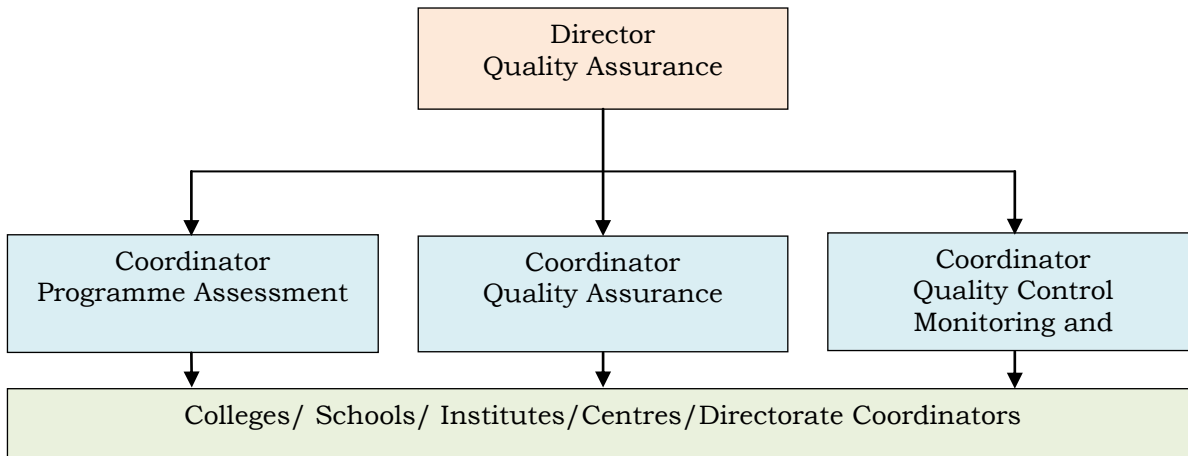 Director
Quality Assurance
Coordinator
Programme Assessment
Coordinator
Quality Assurance
Coordinator
Quality Control
Monitoring and
Colleges/ Schools/ Institutes/Centres/Directorate Coordinators